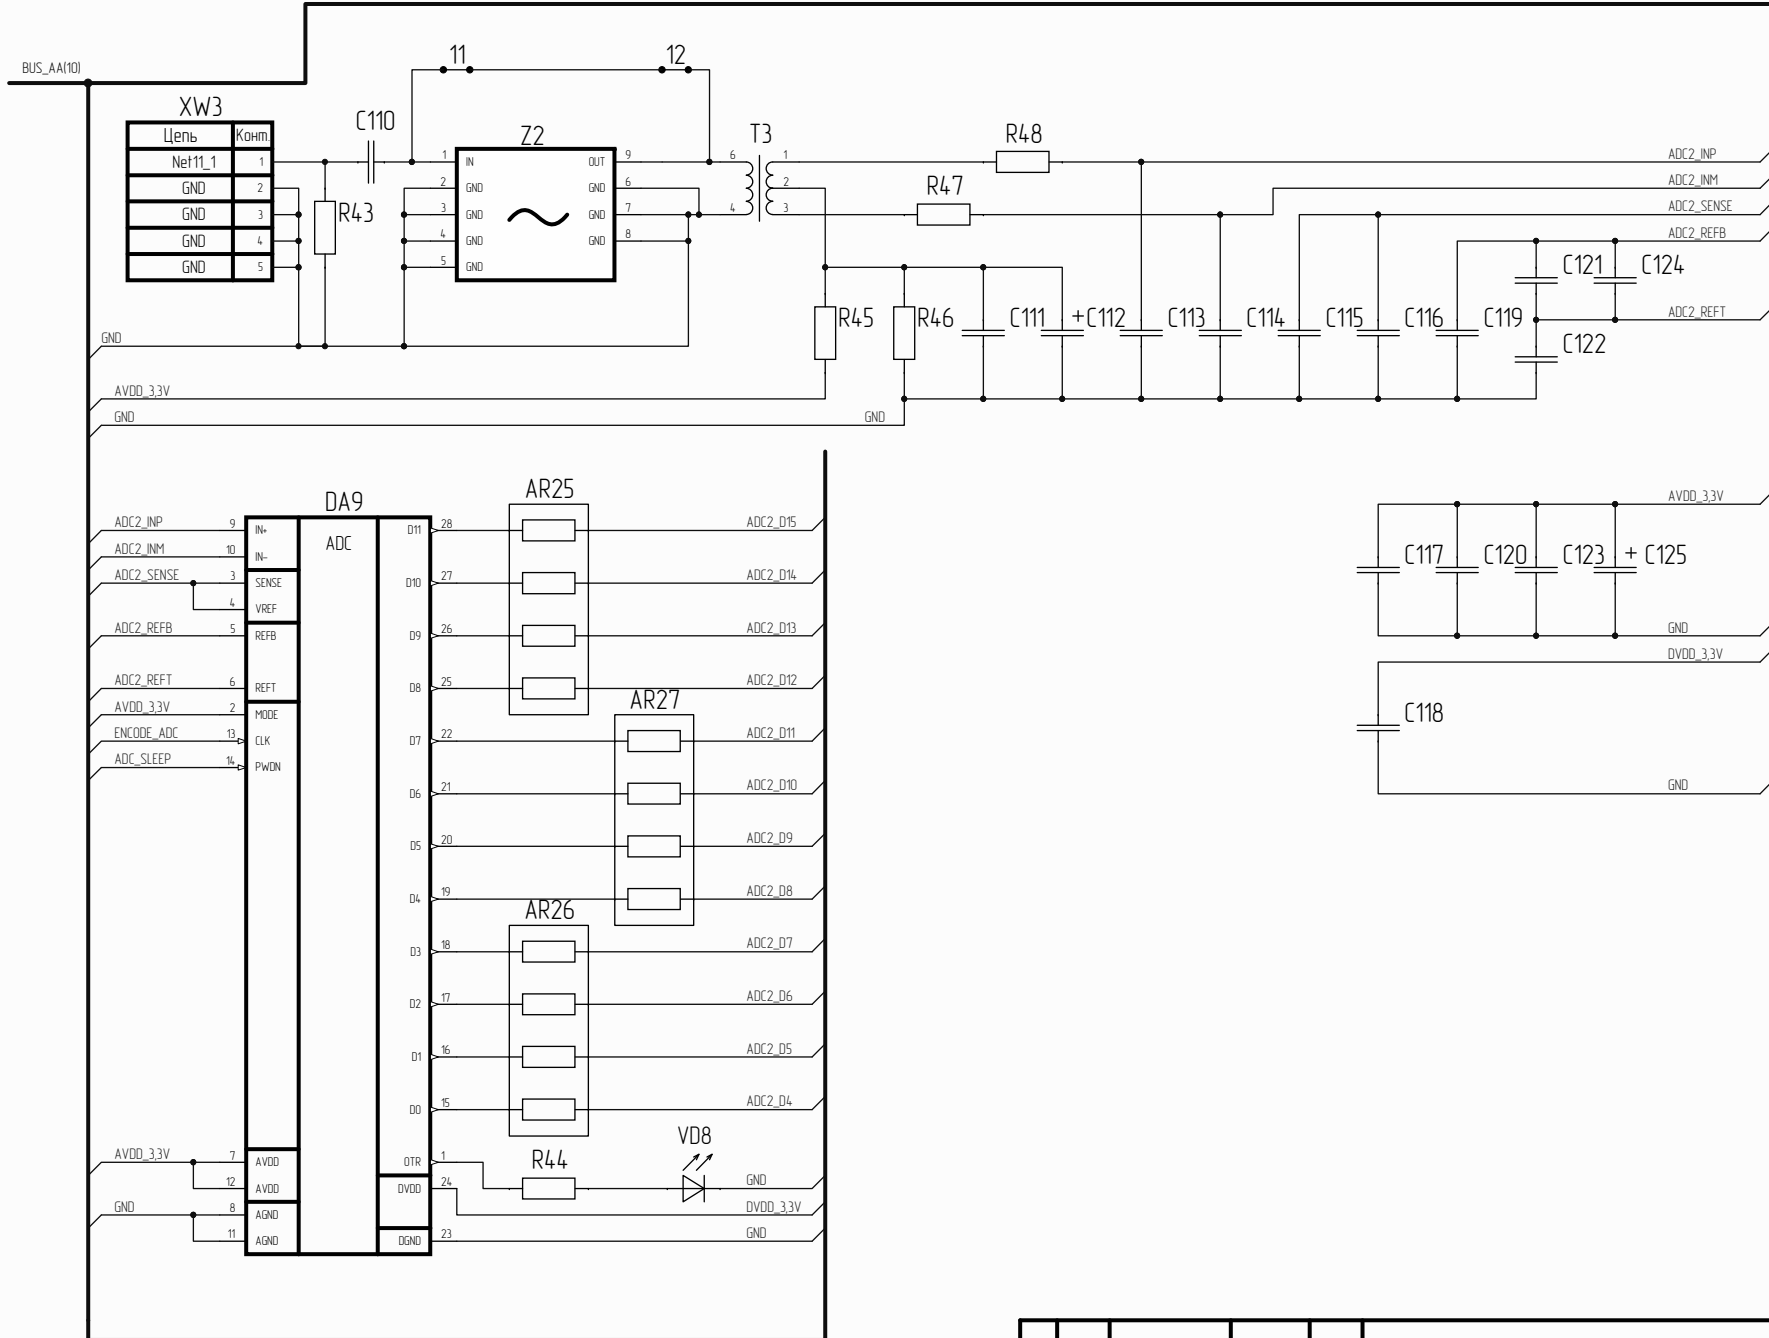 BUS_AA(10)
11
12
XW3
Цепь Конт.
Net11_1 1
GND 2
GND 3
GND 4
GND 5
C110
R43
Z2
1 IN OUT 9
2 GND GND 6
3 GND GND 7
4 GND GND 8
5 GND
T3
6 1
2
4 3
R48
R47
ADC2_INP
ADC2_INM
ADC2_SENSE
ADC2_REFB
C121 C124
ADC2_REFT
R45 R46 C111 +C112 C113 C114 C115 C116 C119
C122
GND
AVDD_3,3V
GND GND
DA9
ADC
ADC2_INP 9 IN+
ADC2_INM 10 IN-
ADC2_SENSE 3 SENSE
4 VREF
ADC2_REFB 5 REFB
ADC2_REFT 6 REFT
AVDD_3,3V 2 MODE
ENCODE_ADC 13 CLK
ADC_SLEEP 14 PWDN
AVDD_3,3V 7 AVDD
12 AVDD
GND 8 AGND
11 AGND
AR25
D11 28 ADC2_D15
D10 27 ADC2_D14
D9 26 ADC2_D13
D8 25 ADC2_D12
AR27
D7 22 ADC2_D11
D6 21 ADC2_D10
D5 20 ADC2_D9
D4 19 ADC2_D8
AR26
D3 18 ADC2_D7
D2 17 ADC2_D6
D1 16 ADC2_D5
D0 15 ADC2_D4
OTR 1 R44 VD8 GND
DVDD 24 DVDD_3,3V
DGND 23 GND
AVDD_3,3V
C117 C120 C123 + C125
GND
DVDD_3,3V
C118
GND